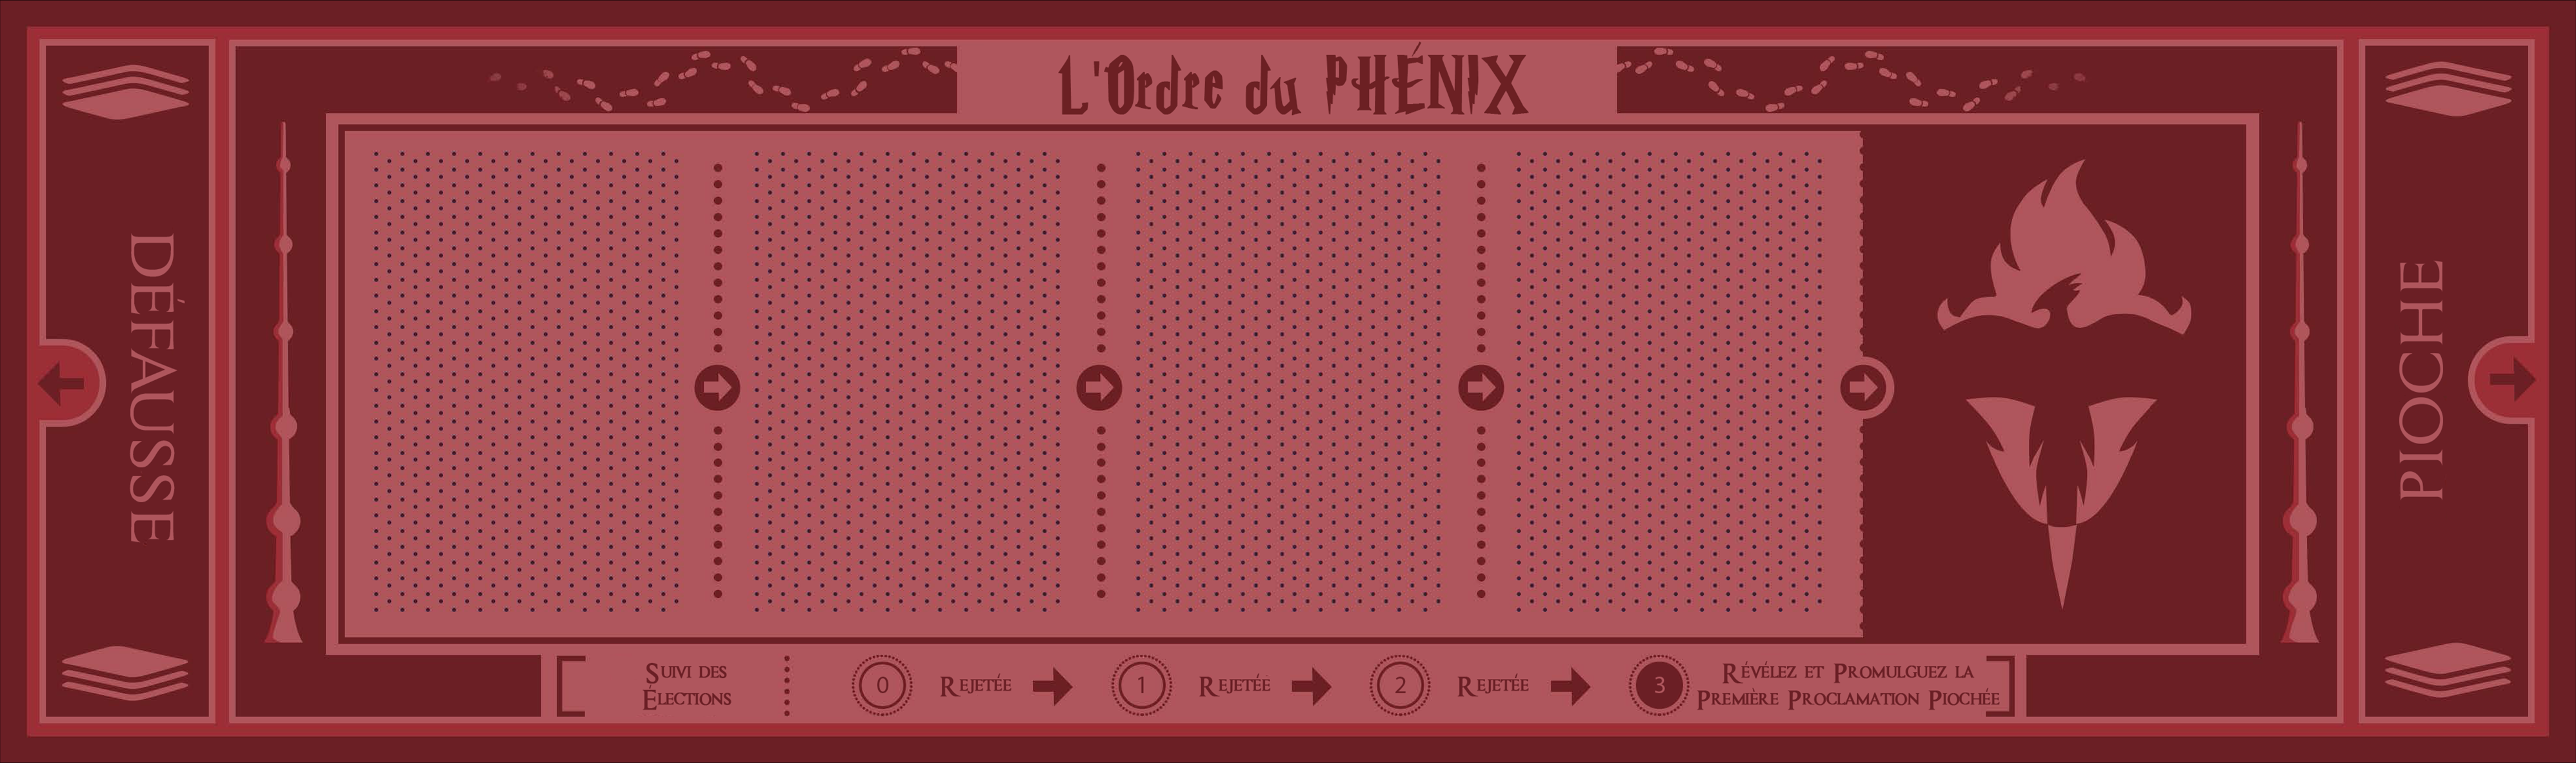 L'Ordre du PHÉNIX
DÉFAUSSE
PIOCHE
Suivi des
Élections
0
Rejetée
1
Rejetée
2
Rejetée
3
Révélez et Promulguez la
Première Proclamation Piochée